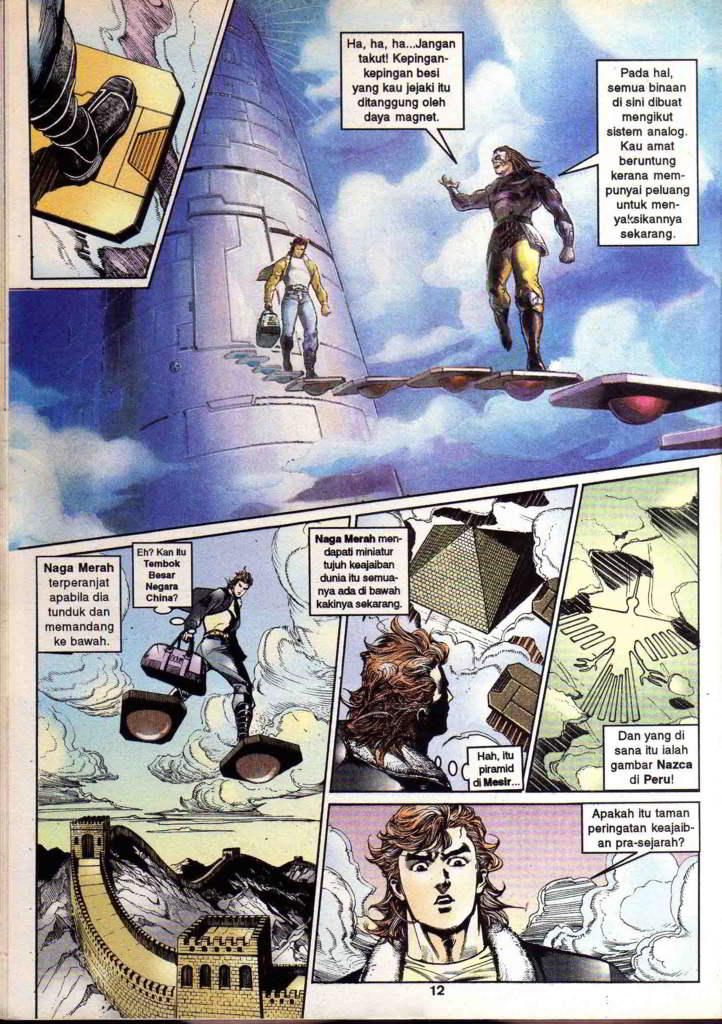 Ha, ha, ha...Jangan
takut! Kepingan-
kepingan besi
yang kau jejaki itu
ditanggung oleh
daya magnet.
Pada hal,
semua binaan
di sini dibuat
mengikut
sistem analog.
Kau amat
beruntung
kerana mem-
punyai peluang
untuk men-
yaksikannya
sekarang.
Naga Merah
terperanjat
apabila dia
tunduk dan
memandang
ke bawah.
Eh? Kan itu
Tembok
Besar
Negara
China?
Naga Merah men-
dapati miniatur
tujuh keajaiban
dunia itu semua-
nya ada di bawah
kakinya sekarang.
Hah, itu
piramid
di Mesir...
Dan yang di
sana itu ialah
gambar Nazca
di Peru!
Apakah itu taman
peringatan keajaib-
an pra-sejarah?
12